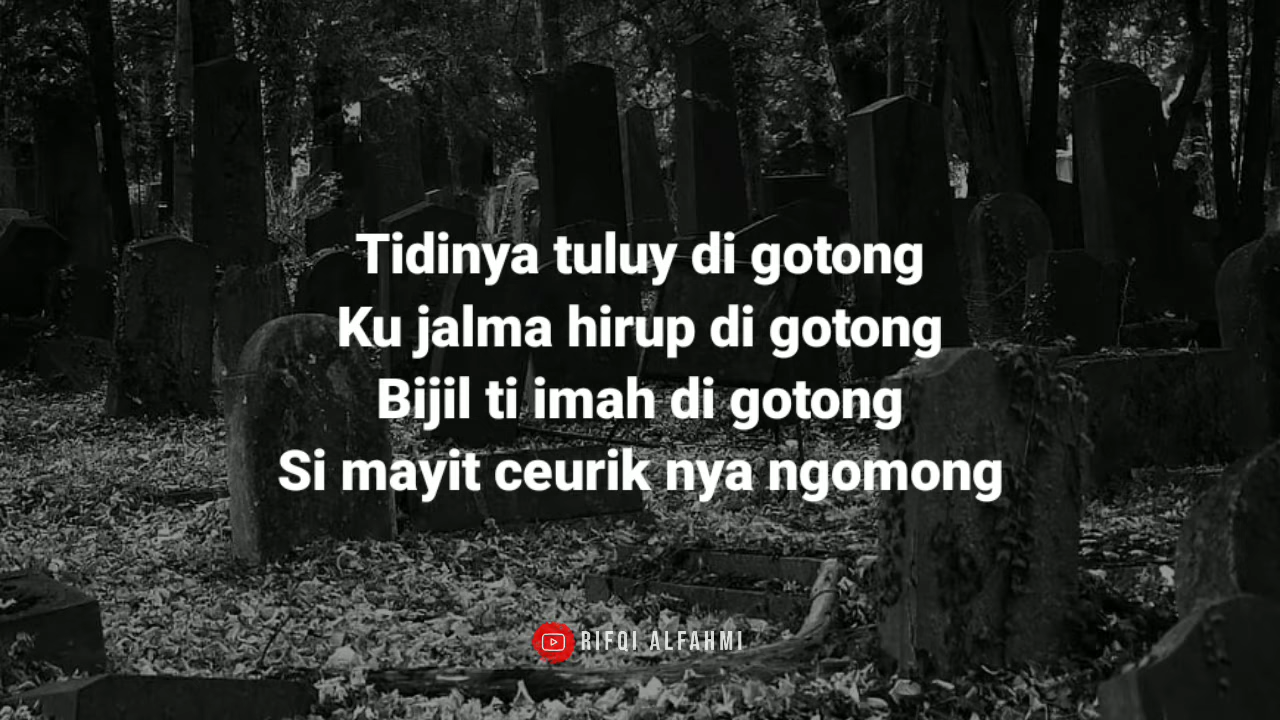 Tidinya tuluy di gotong
Ku jalma hirup di gotong
Bijil ti imah di gotong
Si mayit ceurik nya ngomong
RIFQI ALFAHMI